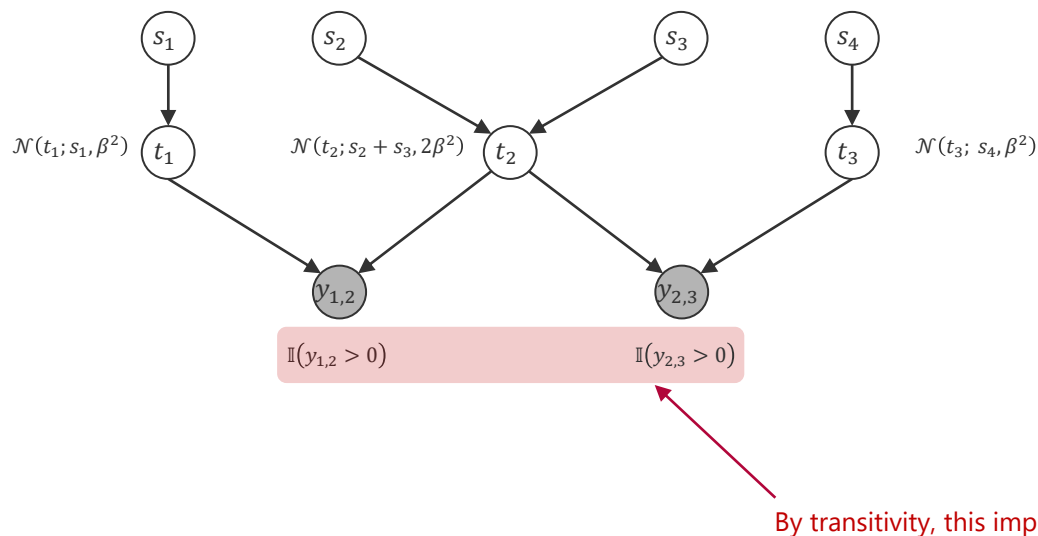 s₁ s₂ s₃ s₄
𝒩(t₁; s₁, β²) t₁ 𝒩(t₂; s₂ + s₃, 2β²) t₂ t₃ 𝒩(t₃; s₄, β²)
y₁,₂ y₂,₃
𝕀(y₁,₂ > 0) 𝕀(y₂,₃ > 0)
By transitivity, this imp